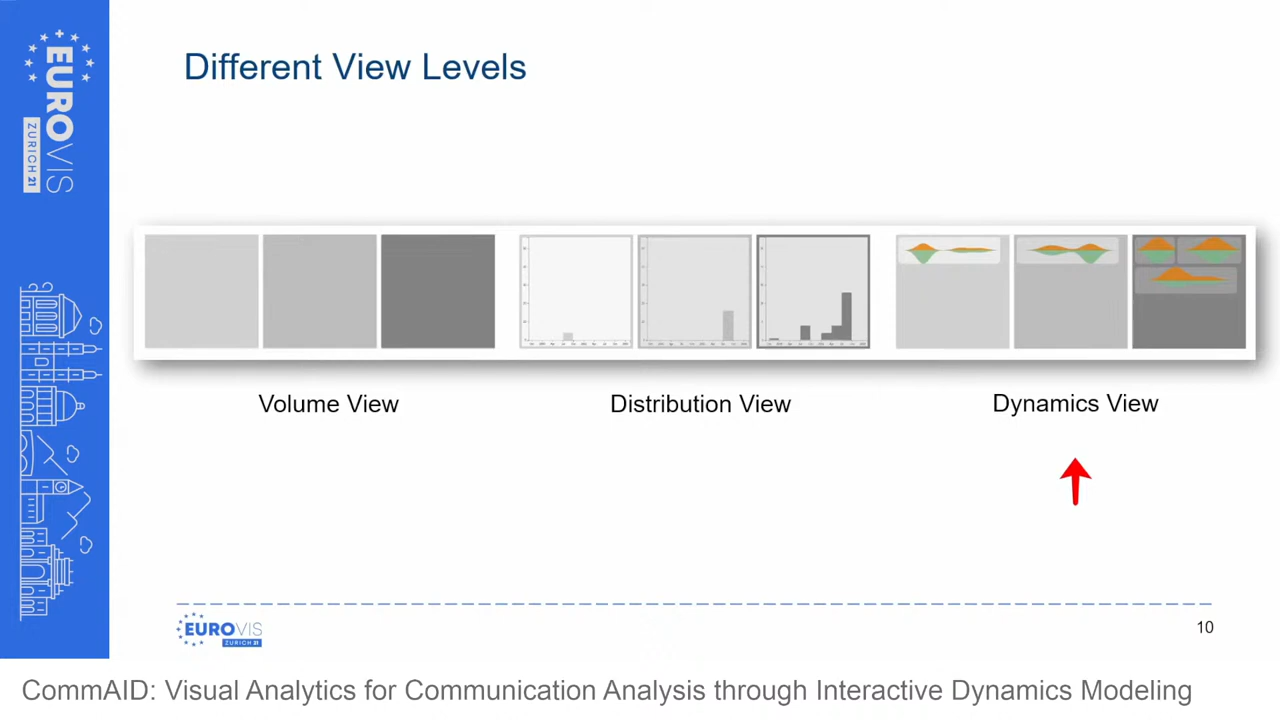 EUROVIS
ZURICH 21
Different View Levels
Volume View
Distribution View
Dynamics View
EUROVIS
ZURICH 21
10
CommAID: Visual Analytics for Communication Analysis through Interactive Dynamics Modeling